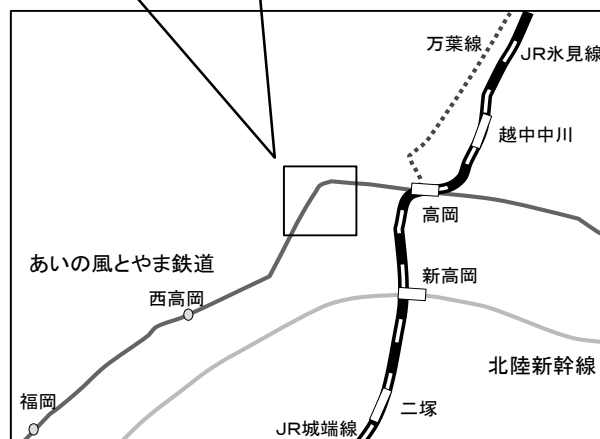 万葉線
JR氷見線
越中中川
高岡
あいの風とやま鉄道
新高岡
西高岡
北陸新幹線
福岡
二塚
JR城端線